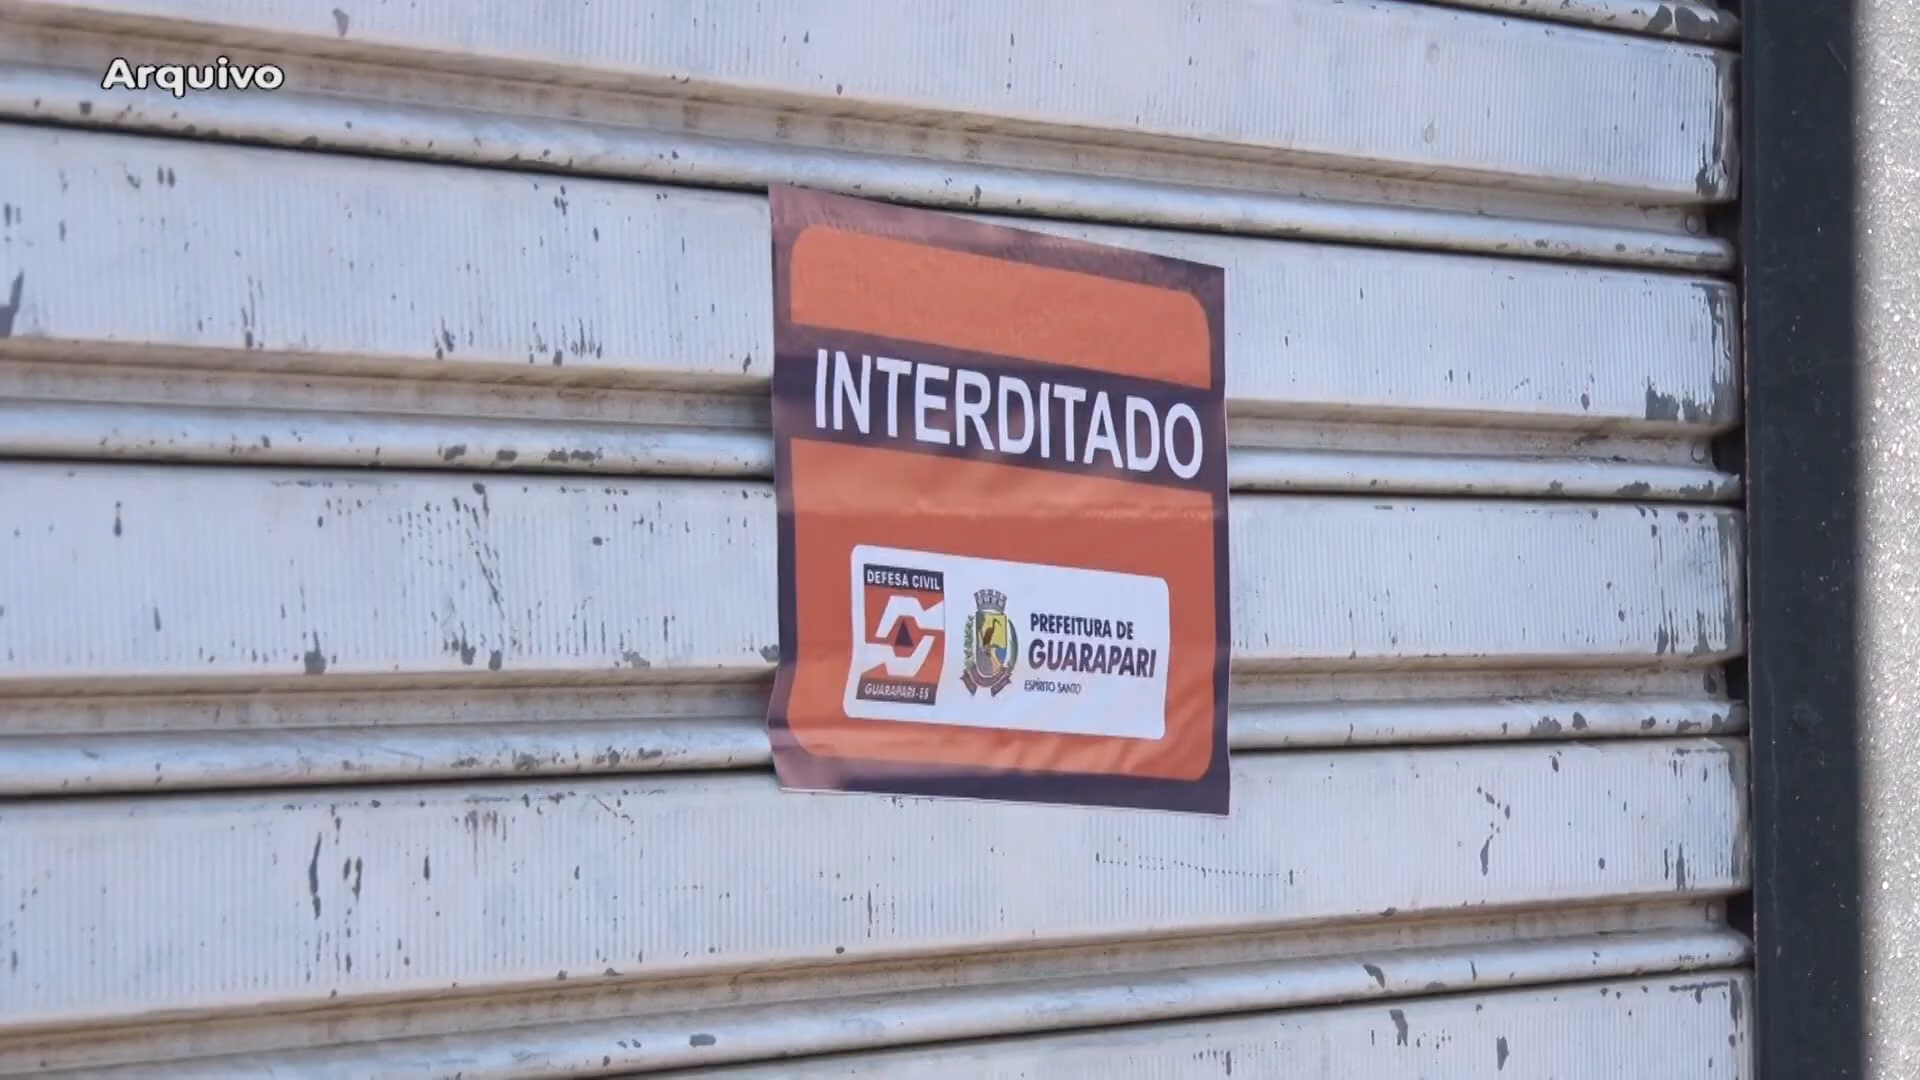 Arquivo
INTERDITADO
DEFESA CIVIL
GUARAPARI-ES
PREFEITURA DE
GUARAPARI
ESPÍRITO SANTO